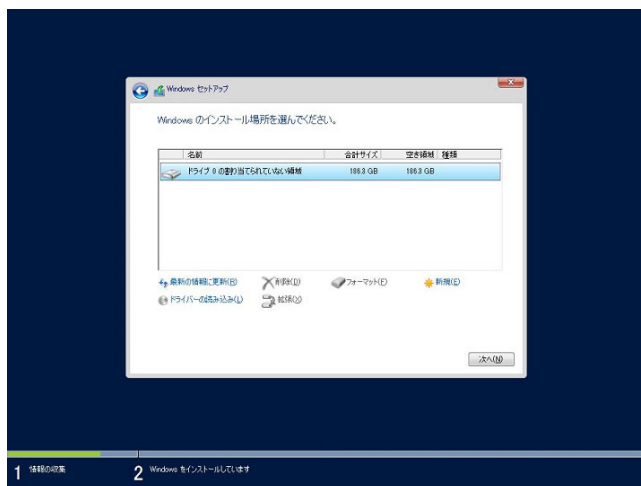 Windows セットアップ
Windows のインストール場所を選んでください。
名前 合計サイズ 空き領域 種類
ドライブ 0 の割り当てられていない領域 186.3 GB 186.3 GB
最新の情報に更新(R) 削除(D) フォーマット(F) 新規(E)
ドライバーの読み込み(L) 拡張(X)
次へ(N)
1 情報の収集 2 Windows をインストールしています